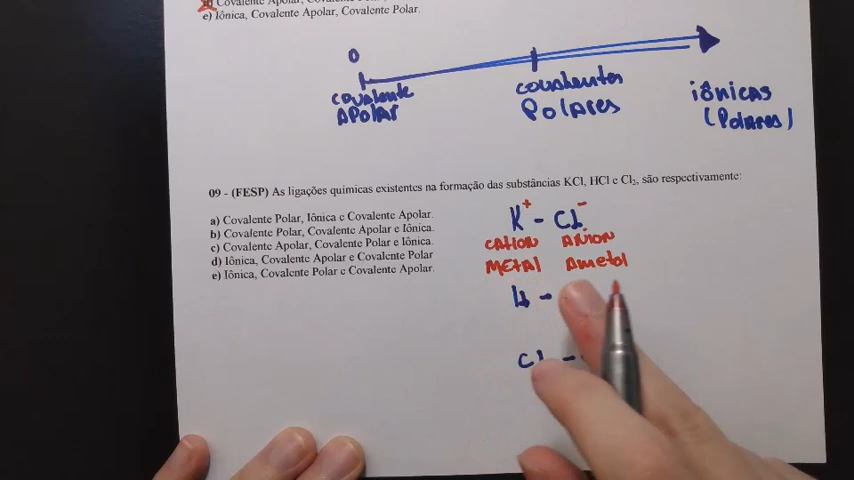 Covalente Apolar,
e) Iônica, Covalente Apolar, Covalente Polar.
0
covalente
APOlAR
covalentes
POlARES
iônicas
(POlARES)
09 - (FESP) As ligações químicas existentes na formação das substâncias KCl, HCl e Cl2, são respectivamente:
a) Covalente Polar, Iônica e Covalente Apolar.
b) Covalente Polar, Covalente Apolar e Iônica.
c) Covalente Apolar, Covalente Polar e Iônica.
d) Iônica, Covalente Apolar e Covalente Polar
e) Iônica, Covalente Polar e Covalente Apolar.
K+ - Cl-
CÁTION ÂNION
METAl AmetAl
H -
Cl -